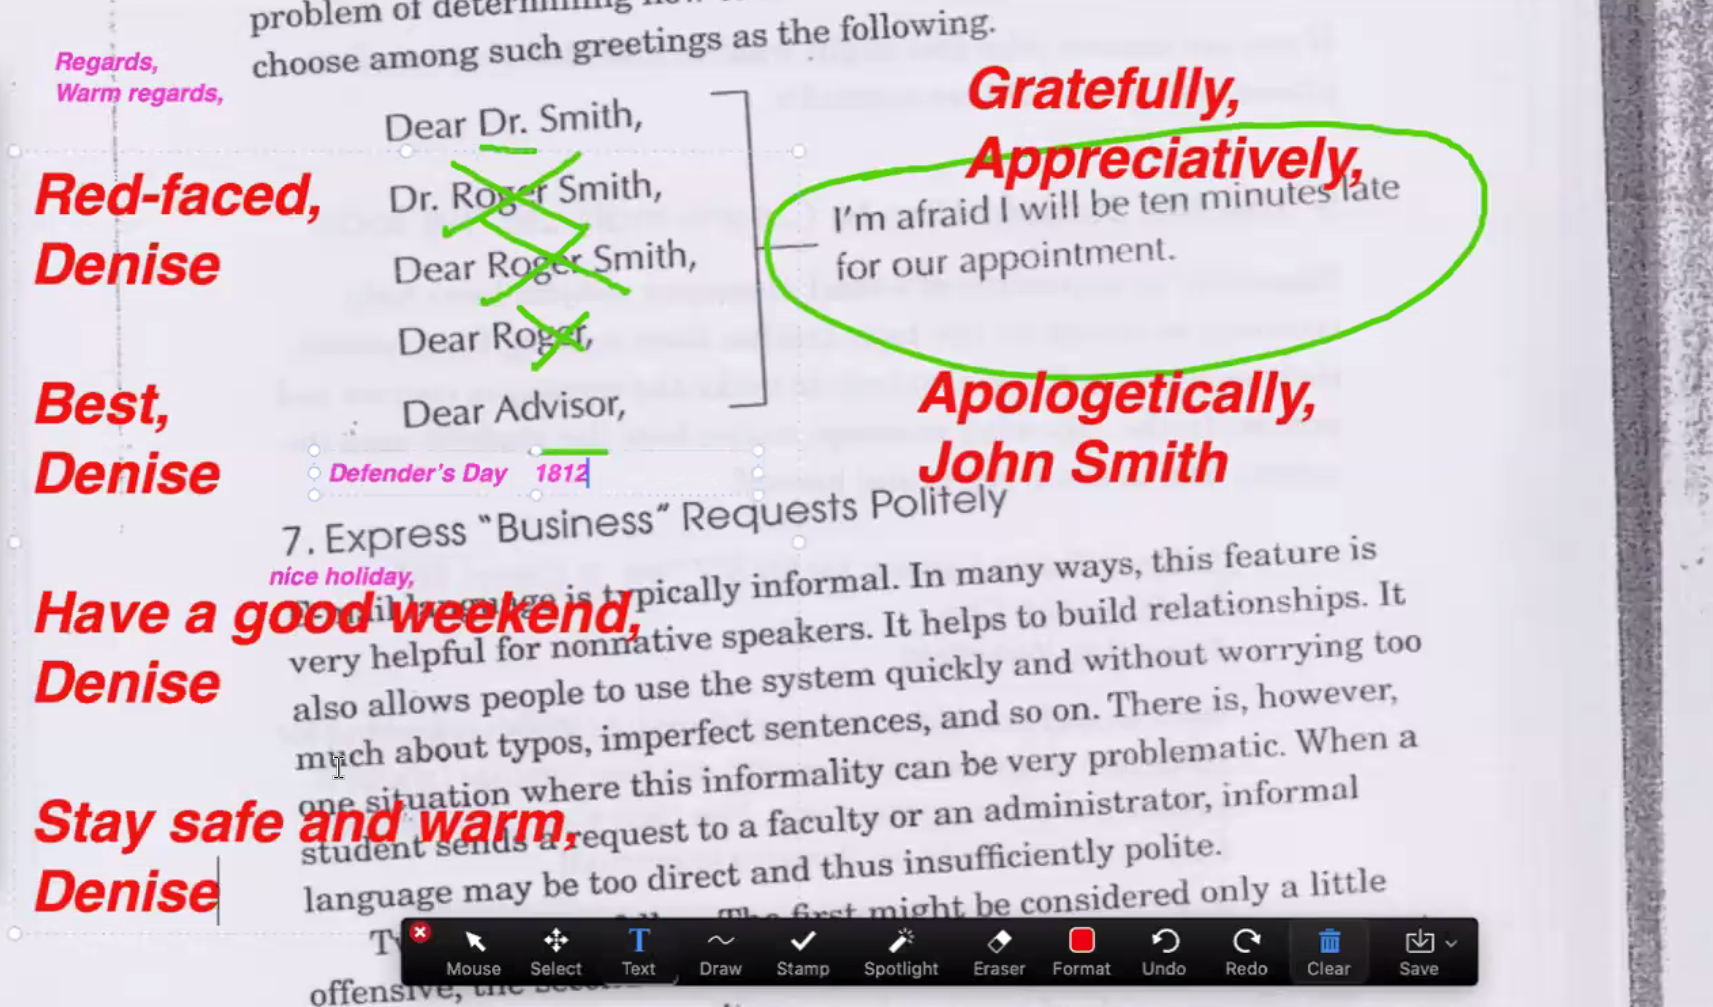 problem of determining
choose among such greetings as the following.
Regards,
Warm regards,
Gratefully,
Appreciatively,
Dear Dr. Smith,
Dr. Roger Smith,
Dear Roger Smith,
Dear Roger,
Dear Advisor,
I'm afraid I will be ten minutes late
for our appointment.
Red-faced,
Denise
Best,
Denise
Apologetically,
John Smith
Defender's Day 1812
7. Express "Business" Requests Politely
nice holiday,
Have a good weekend,
Denise
E-mail language is typically informal. In many ways, this feature is
very helpful for nonnative speakers. It helps to build relationships. It
also allows people to use the system quickly and without worrying too
much about typos, imperfect sentences, and so on. There is, however,
one situation where this informality can be very problematic. When a
student sends a request to a faculty or an administrator, informal
language may be too direct and thus insufficiently polite.
Stay safe and warm,
Denise
The first might be considered only a little
offensive, the
Mouse
Select
Text
Draw
Stamp
Spotlight
Eraser
Format
Undo
Redo
Clear
Save